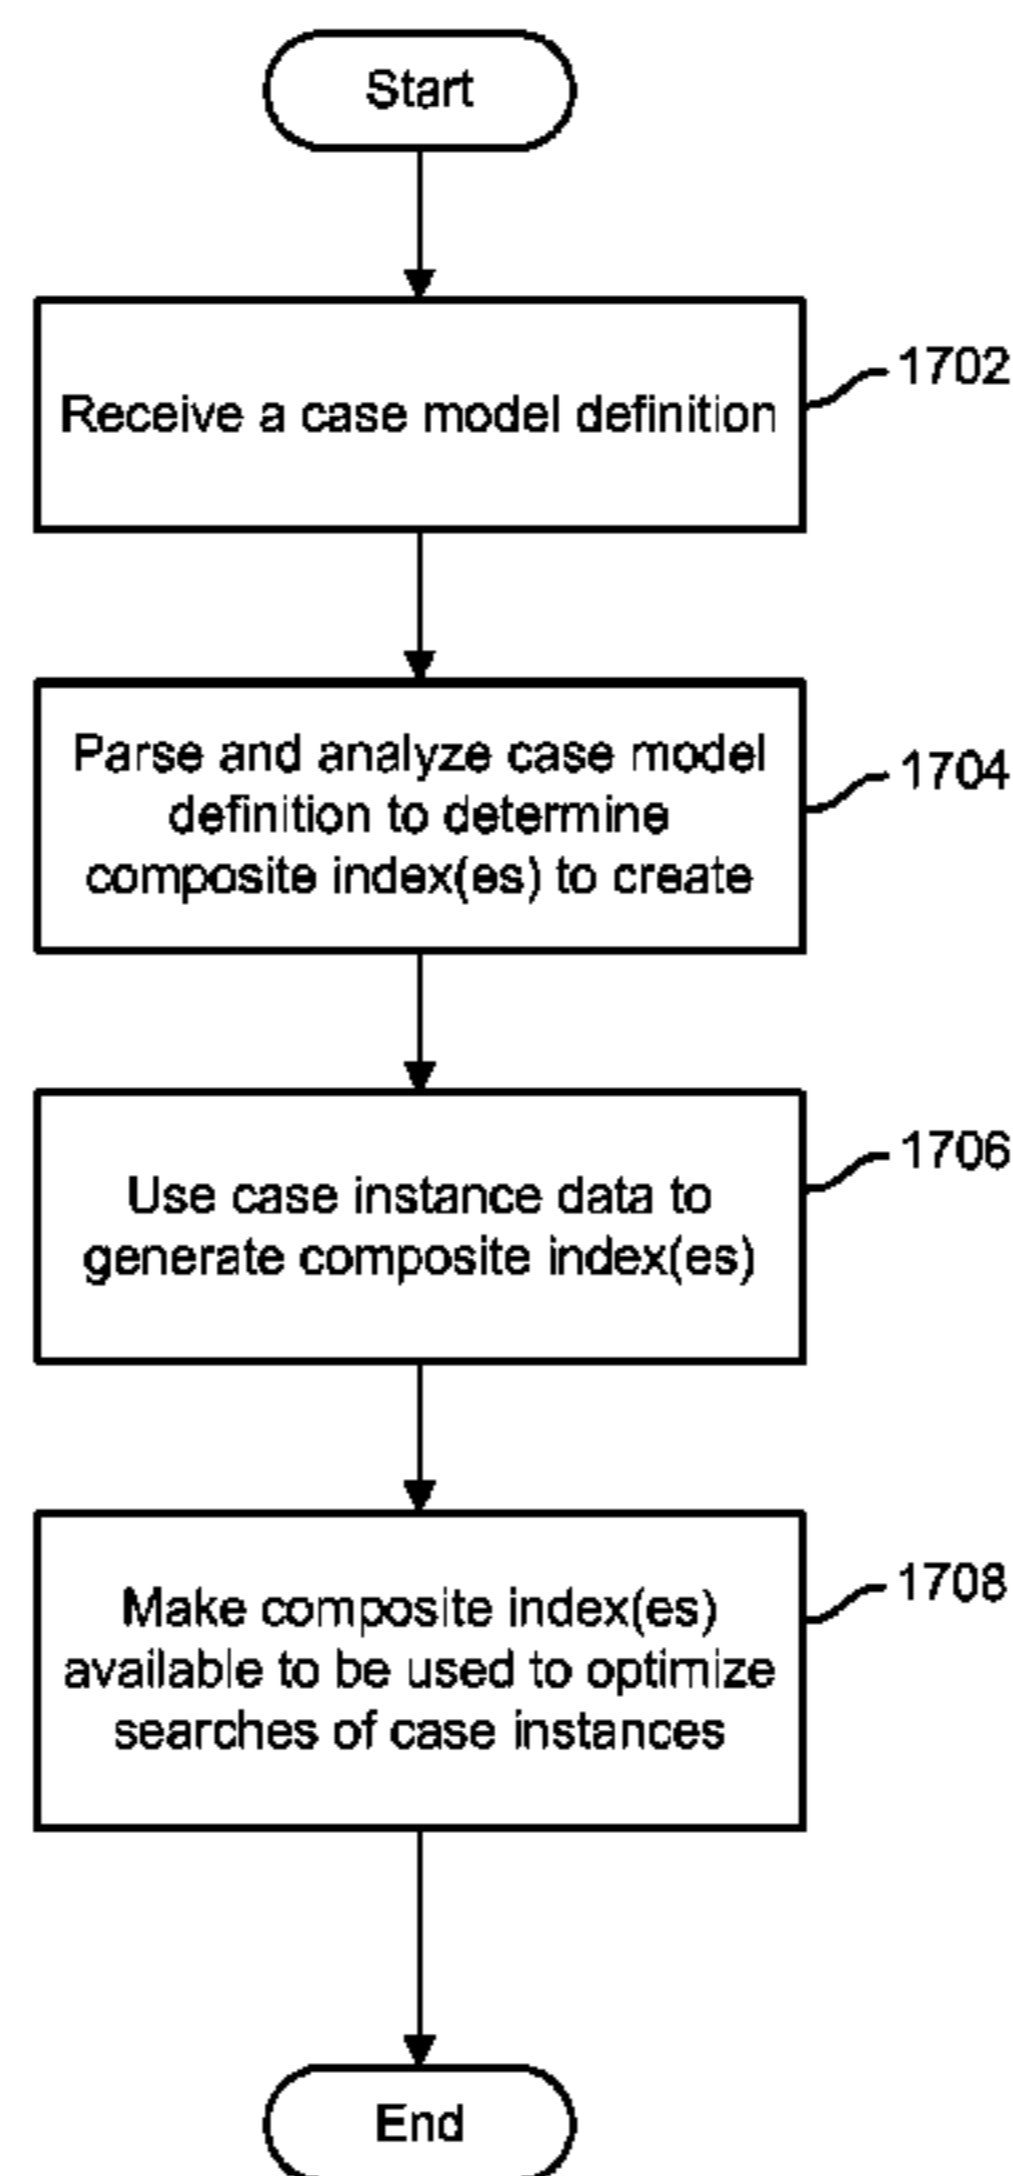 Start
Receive a case model definition
1702
Parse and analyze case model
definition to determine
composite index(es) to create
1704
Use case instance data to
generate composite index(es)
1706
Make composite index(es)
available to be used to optimize
searches of case instances
1708
End